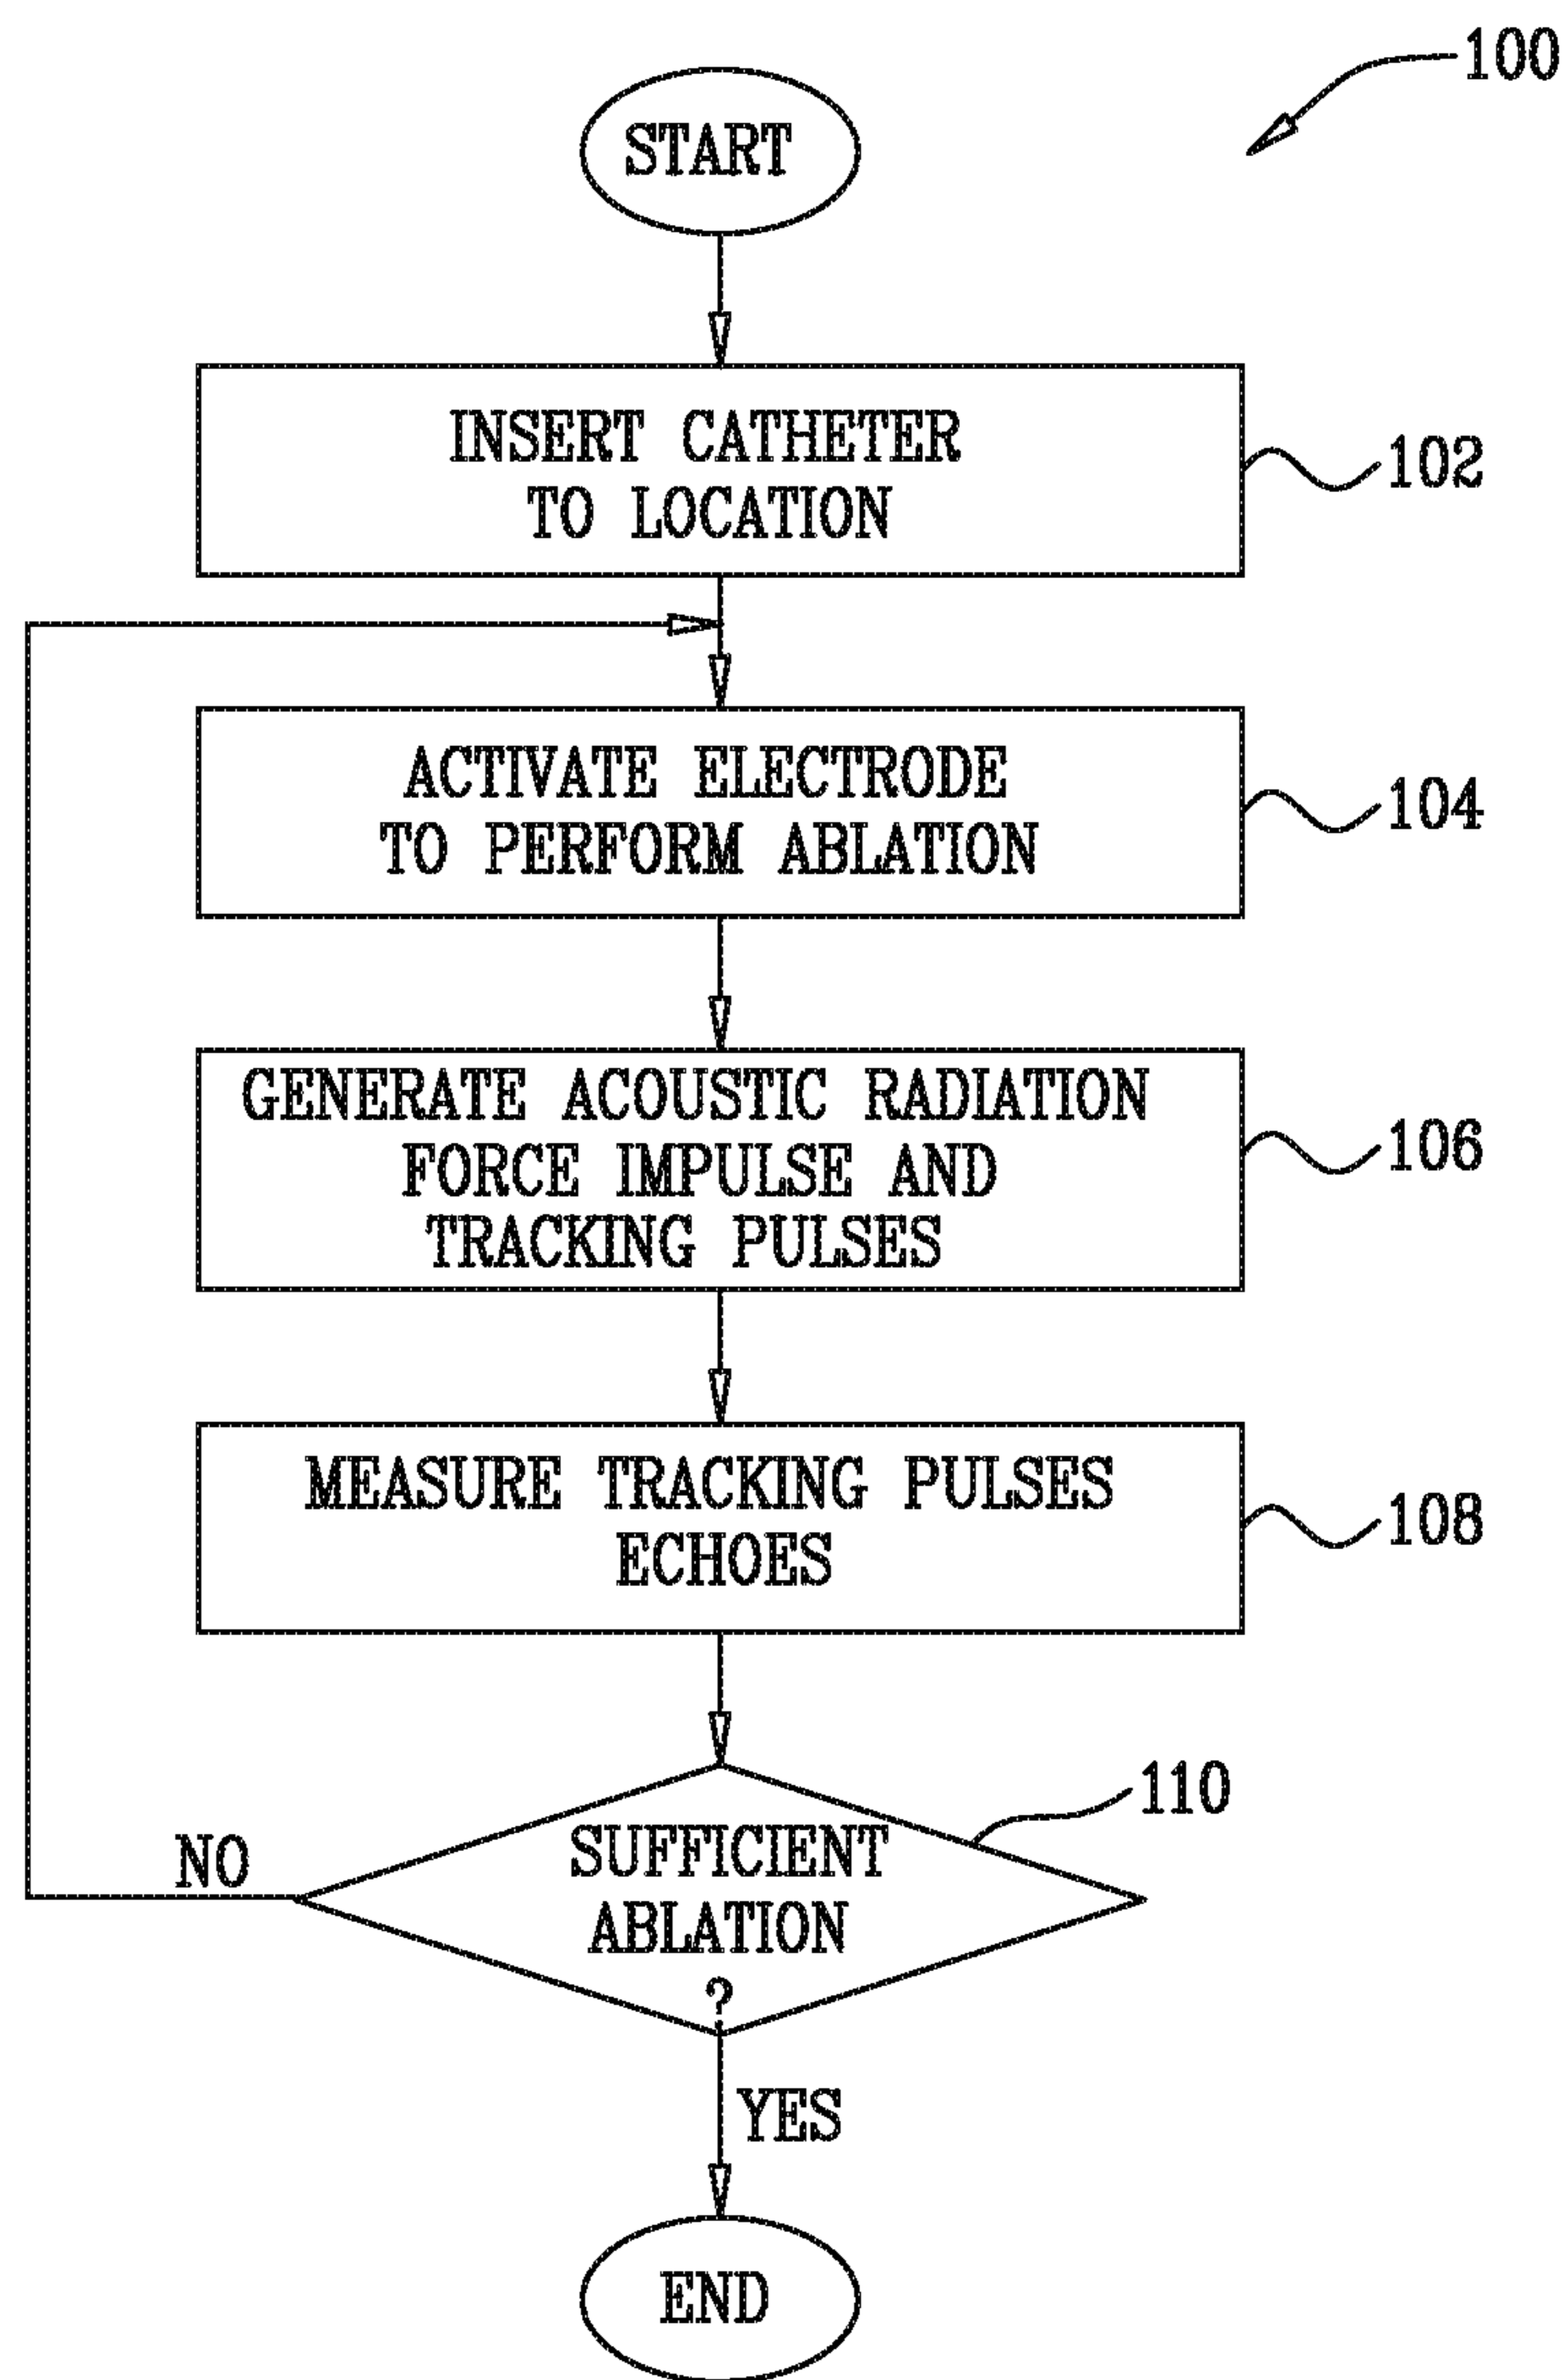 100
START
INSERT CATHETER
TO LOCATION
102
ACTIVATE ELECTRODE
TO PERFORM ABLATION
104
GENERATE ACOUSTIC RADIATION
FORCE IMPULSE AND
TRACKING PULSES
106
MEASURE TRACKING PULSES
ECHOES
108
110
SUFFICIENT
ABLATION
?
NO
YES
END